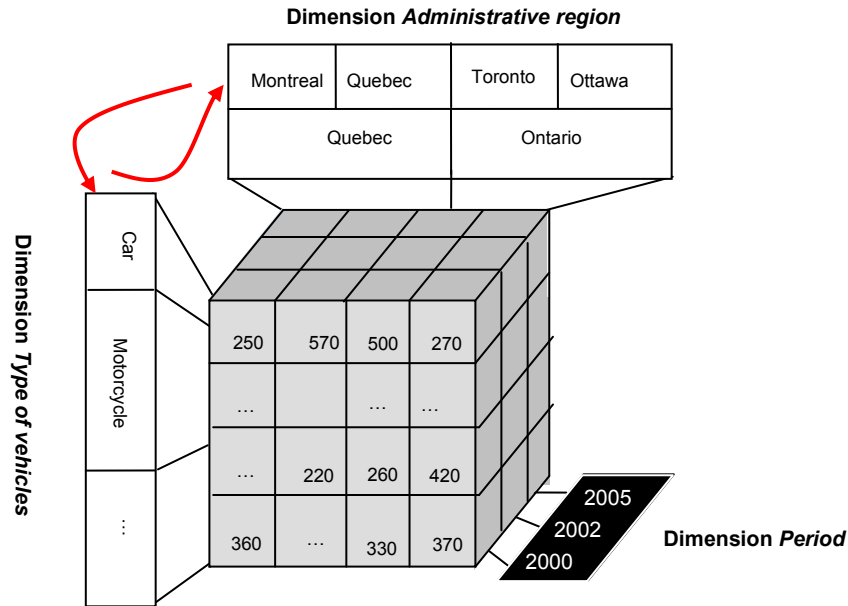 Dimension Administrative region
Montreal Quebec Toronto Ottawa
Quebec Ontario
Dimension Type of vehicles
Car
Motorcycle
…
250 570 500 270
… … …
… 220 260 420
360 … 330 370
2005
2002
2000
Dimension Period